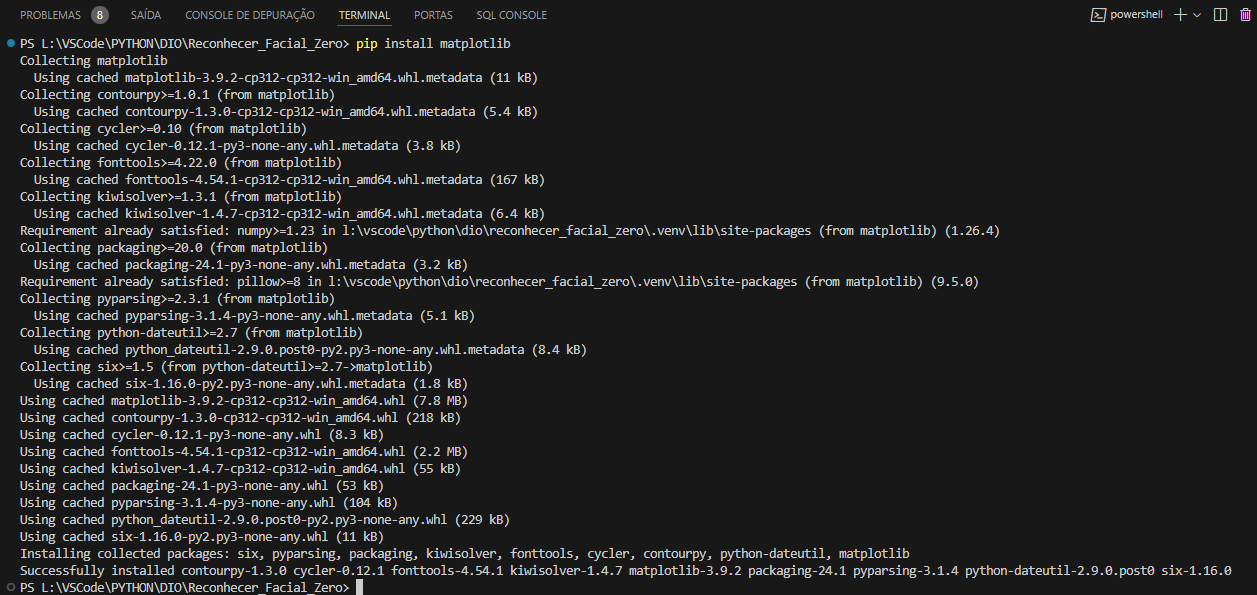 PROBLEMAS 8 SAÍDA CONSOLE DE DEPURAÇÃO TERMINAL PORTAS SQL CONSOLE powershell
PS L:\VSCode\PYTHON\DIO\Reconhecer_Facial_Zero> pip install matplotlib
Collecting matplotlib
  Using cached matplotlib-3.9.2-cp312-cp312-win_amd64.whl.metadata (11 kB)
Collecting contourpy>=1.0.1 (from matplotlib)
  Using cached contourpy-1.3.0-cp312-cp312-win_amd64.whl.metadata (5.4 kB)
Collecting cycler>=0.10 (from matplotlib)
  Using cached cycler-0.12.1-py3-none-any.whl.metadata (3.8 kB)
Collecting fonttools>=4.22.0 (from matplotlib)
  Using cached fonttools-4.54.1-cp312-cp312-win_amd64.whl.metadata (167 kB)
Collecting kiwisolver>=1.3.1 (from matplotlib)
  Using cached kiwisolver-1.4.7-cp312-cp312-win_amd64.whl.metadata (6.4 kB)
Requirement already satisfied: numpy>=1.23 in l:\vscode\python\dio\reconhecer_facial_zero\.venv\lib\site-packages (from matplotlib) (1.26.4)
Collecting packaging>=20.0 (from matplotlib)
  Using cached packaging-24.1-py3-none-any.whl.metadata (3.2 kB)
Requirement already satisfied: pillow>=8 in l:\vscode\python\dio\reconhecer_facial_zero\.venv\lib\site-packages (from matplotlib) (9.5.0)
Collecting pyparsing>=2.3.1 (from matplotlib)
  Using cached pyparsing-3.1.4-py3-none-any.whl.metadata (5.1 kB)
Collecting python-dateutil>=2.7 (from matplotlib)
  Using cached python_dateutil-2.9.0.post0-py2.py3-none-any.whl.metadata (8.4 kB)
Collecting six>=1.5 (from python-dateutil>=2.7->matplotlib)
  Using cached six-1.16.0-py2.py3-none-any.whl.metadata (1.8 kB)
Using cached matplotlib-3.9.2-cp312-cp312-win_amd64.whl (7.8 MB)
Using cached contourpy-1.3.0-cp312-cp312-win_amd64.whl (218 kB)
Using cached cycler-0.12.1-py3-none-any.whl (8.3 kB)
Using cached fonttools-4.54.1-cp312-cp312-win_amd64.whl (2.2 MB)
Using cached kiwisolver-1.4.7-cp312-cp312-win_amd64.whl (55 kB)
Using cached packaging-24.1-py3-none-any.whl (53 kB)
Using cached pyparsing-3.1.4-py3-none-any.whl (104 kB)
Using cached python_dateutil-2.9.0.post0-py2.py3-none-any.whl (229 kB)
Using cached six-1.16.0-py2.py3-none-any.whl (11 kB)
Installing collected packages: six, pyparsing, packaging, kiwisolver, fonttools, cycler, contourpy, python-dateutil, matplotlib
Successfully installed contourpy-1.3.0 cycler-0.12.1 fonttools-4.54.1 kiwisolver-1.4.7 matplotlib-3.9.2 packaging-24.1 pyparsing-3.1.4 python-dateutil-2.9.0.post0 six-1.16.0
PS L:\VSCode\PYTHON\DIO\Reconhecer_Facial_Zero>